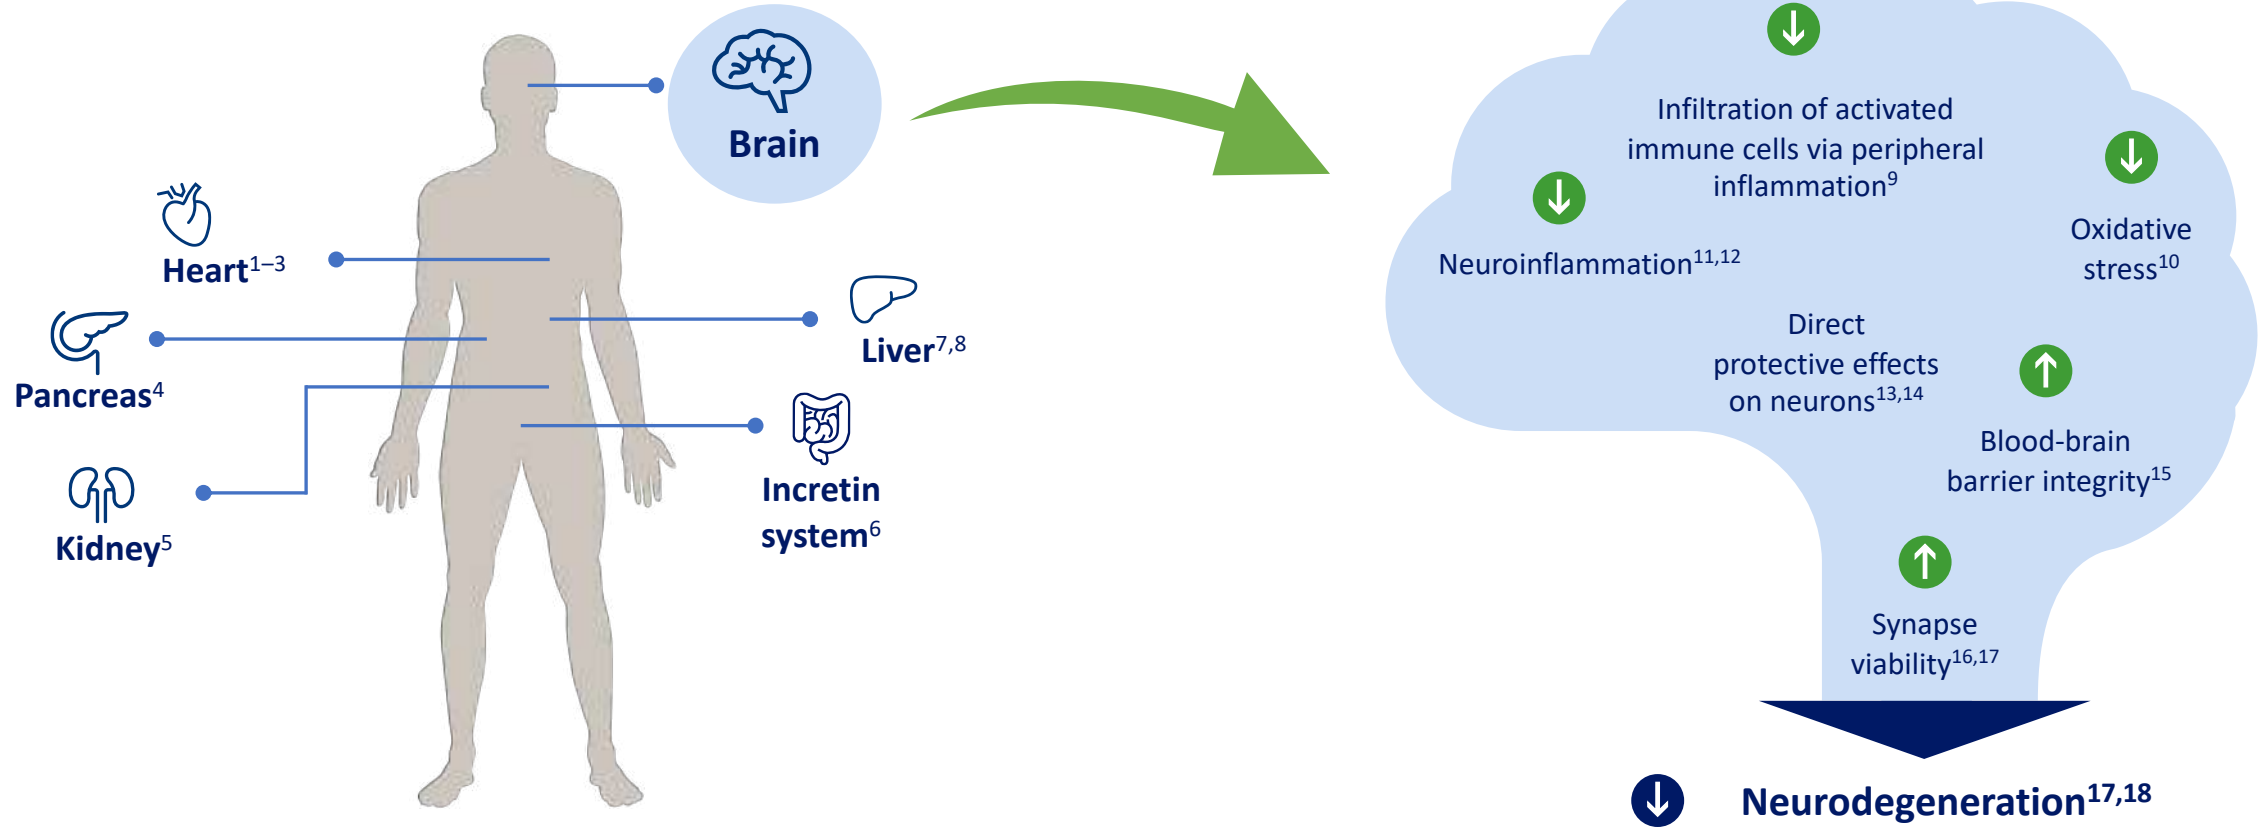 Brain
Heart1–3
Pancreas4
Kidney5
Liver7,8
Incretin
system6
Infiltration of activated
immune cells via peripheral
inflammation9
Oxidative
stress10
Neuroinflammation11,12
Direct
protective effects
on neurons13,14
Blood-brain
barrier integrity15
Synapse
viability16,17
Neurodegeneration17,18